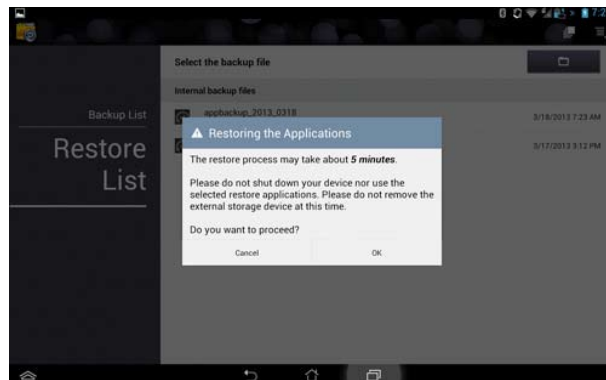 7:2
Select the backup file
Internal backup files
Backup List
appbackup_2013_0318
3/18/2013 7:23 AM
Restore
List
3/17/2013 3:12 PM
Restoring the Applications
The restore process may take about 5 minutes.
Please do not shut down your device nor use the
selected restore applications. Please do not remove the
external storage device at this time.
Do you want to proceed?
Cancel
OK